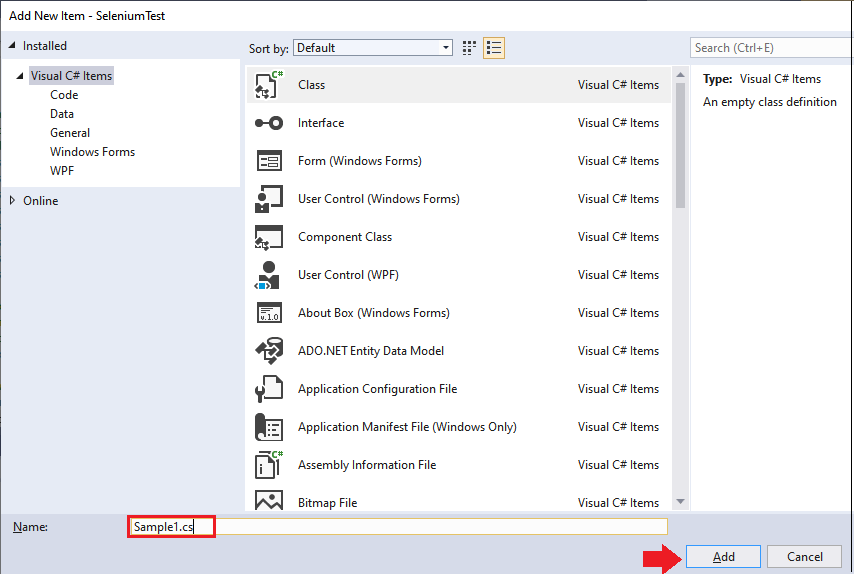 Add New Item - SeleniumTest
Installed
Visual C# Items
Code
Data
General
Windows Forms
WPF
Online
Sort by: Default
Search (Ctrl+E)
C# Class Visual C# Items
Interface Visual C# Items
Form (Windows Forms) Visual C# Items
User Control (Windows Forms) Visual C# Items
Component Class Visual C# Items
User Control (WPF) Visual C# Items
v.1.0 About Box (Windows Forms) Visual C# Items
ADO.NET Entity Data Model Visual C# Items
Application Configuration File Visual C# Items
Application Manifest File (Windows Only) Visual C# Items
C# Assembly Information File Visual C# Items
Bitmap File Visual C# Items
Type: Visual C# Items
An empty class definition
Name: Sample1.cs
Add Cancel